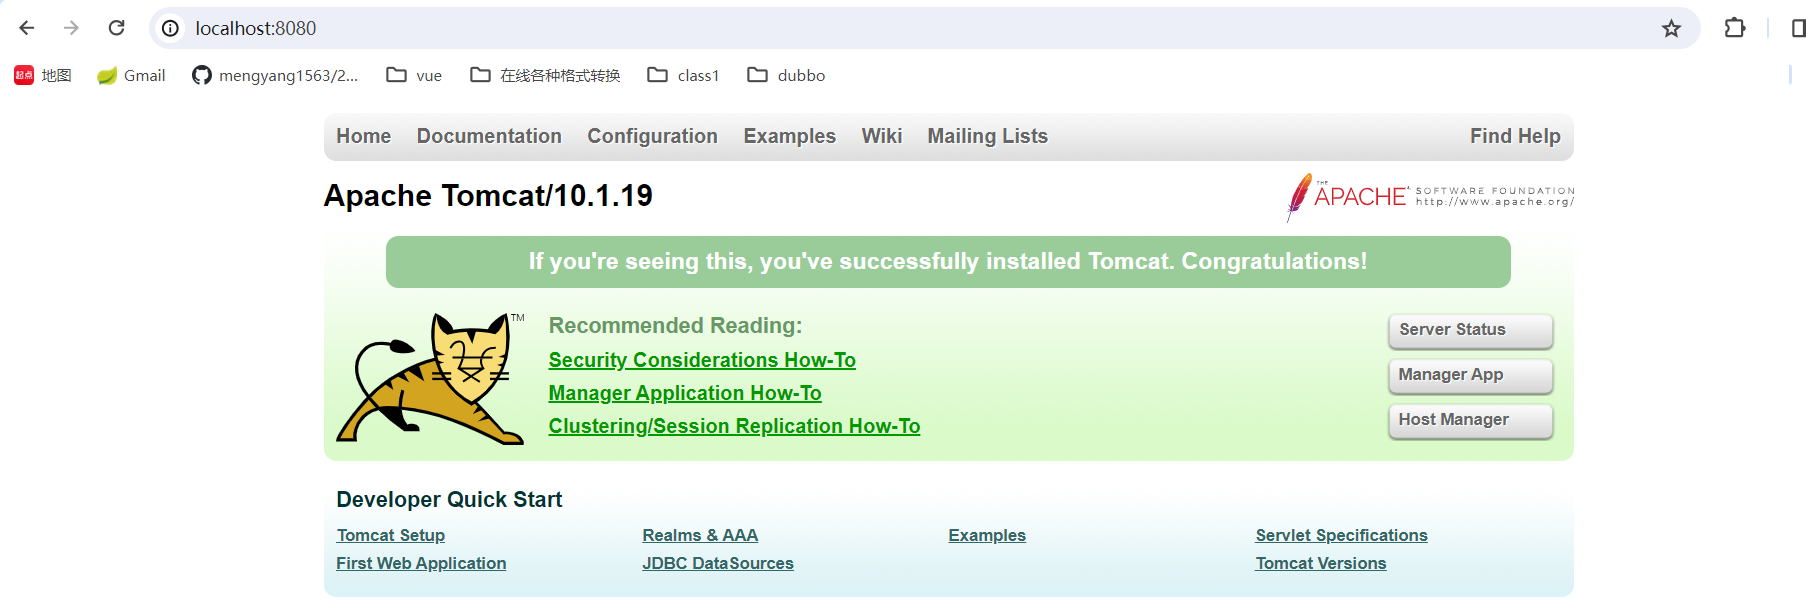 localhost:8080
起点 地图 Gmail mengyang1563/2... vue 在线各种格式转换 class1 dubbo
Home Documentation Configuration Examples Wiki Mailing Lists Find Help
Apache Tomcat/10.1.19
THE APACHE SOFTWARE FOUNDATION
http://www.apache.org/
If you're seeing this, you've successfully installed Tomcat. Congratulations!
TM
Recommended Reading:
Security Considerations How-To
Manager Application How-To
Clustering/Session Replication How-To
Server Status
Manager App
Host Manager
Developer Quick Start
Tomcat Setup Realms & AAA Examples Servlet Specifications
First Web Application JDBC DataSources Tomcat Versions